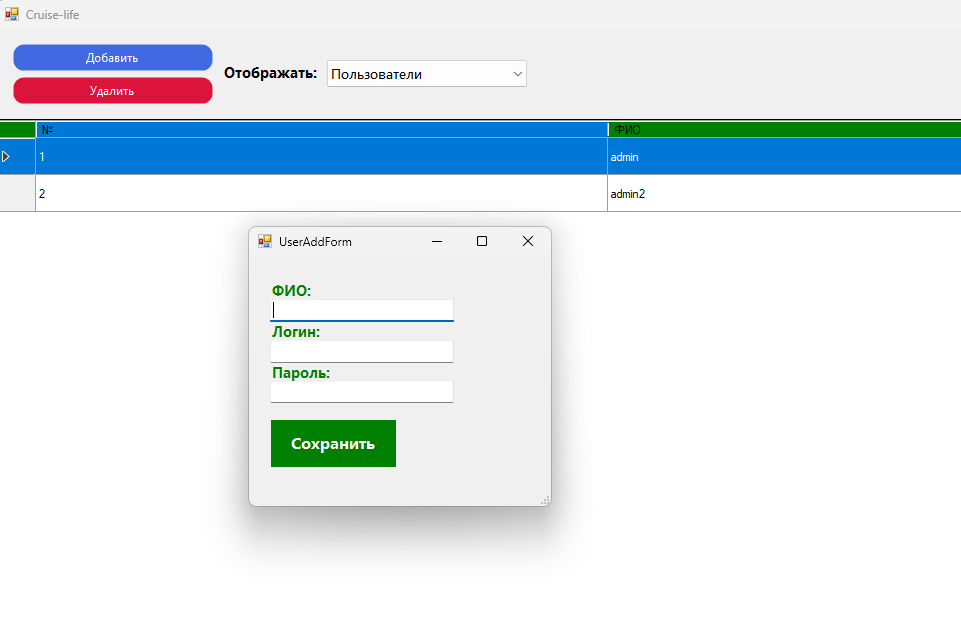 Cruise-life
Добавить
Удалить
Отображать: Пользователи
№ ФИО
1 admin
2 admin2
UserAddForm
ФИО:
Логин:
Пароль:
Сохранить